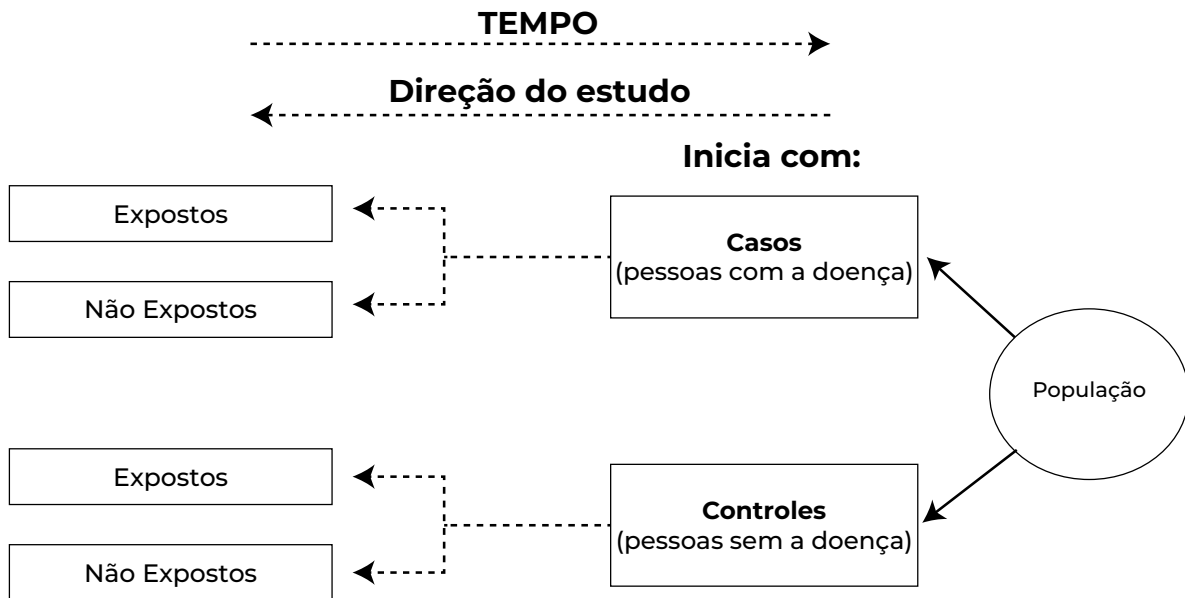 TEMPO
Direção do estudo
Inicia com:
Expostos
Não Expostos
Casos
(pessoas com a doença)
População
Expostos
Não Expostos
Controles
(pessoas sem a doença)